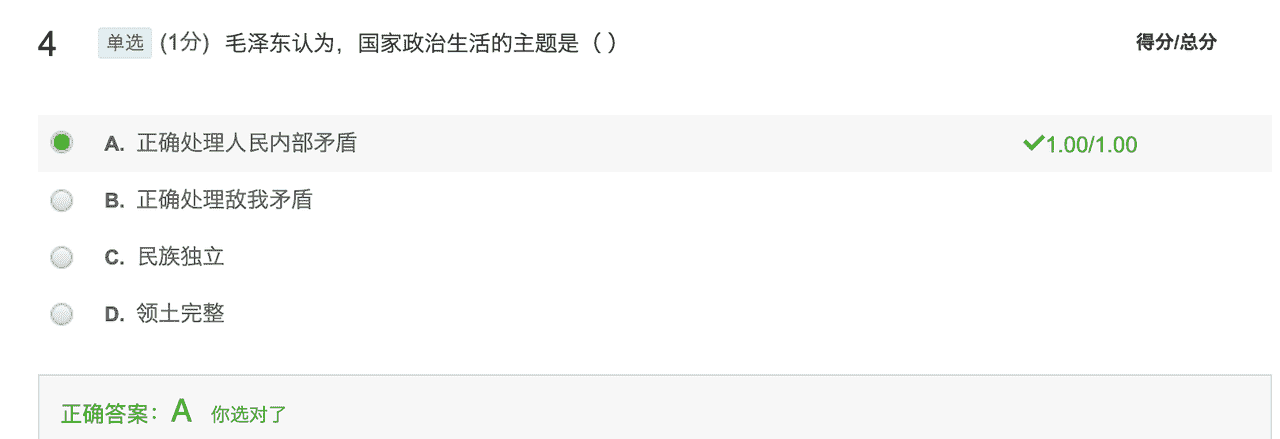 4 单选 (1分) 毛泽东认为，国家政治生活的主题是（ ） 得分/总分
A. 正确处理人民内部矛盾 1.00/1.00
B. 正确处理敌我矛盾
C. 民族独立
D. 领土完整
正确答案：A 你选对了